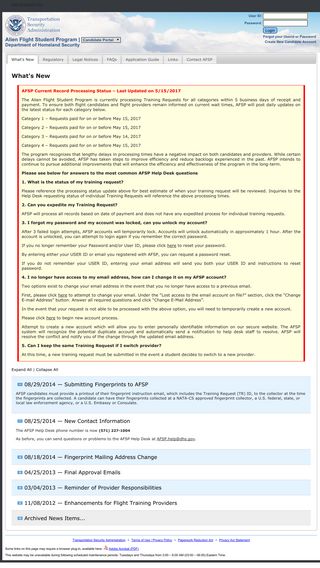 Transportation
Security
Administration
Alien Flight Student Program | Candidate Portal
Department of Homeland Security
User ID:
Password:
Login
Forgot your UserId or Password
Create New Candidate Account
What's New Regulatory Legal Notices FAQs Application Guide Links Contact AFSP
What's New
AFSP Current Record Processing Status – Last Updated on 5/15/2017
The Alien Flight Student Program is currently processing Training Requests for all categories within 5 business days of receipt and
payment. To ensure both flight candidates and flight providers remain informed on current wait times, AFSP will post daily updates on
the latest status for each category below.
Category 1 – Requests paid for on or before May 15, 2017
Category 2 – Requests paid for on or before May 15, 2017
Category 3 – Requests paid for on or before May 14, 2017
Category 4 – Requests paid for on or before May 15, 2017
The program recognizes that lengthy delays in processing times have a negative impact on both candidates and providers. While certain
delays cannot be avoided, AFSP has taken steps to improve efficiency and reduce backlogs experienced in the past. AFSP intends to
continue to pursue additional improvements that will enhance the efficiency and effectiveness of the program in the long-term.
Please see below for answers to the most common AFSP Help Desk questions
1. What is the status of my training request?
Please reference the processing status update above for best estimate of when your training request will be reviewed. Inquiries to the
Help Desk requesting status of individual Training Requests will reference the above processing times.
2. Can you expedite my Training Request?
AFSP will process all records based on date of payment and does not have any expedited process for individual training requests.
3. I forgot my password and my account was locked, can you unlock my account?
After 3 failed login attempts, AFSP accounts will temporarily lock. Accounts will unlock automatically in approximately 1 hour. After the
account is unlocked, you can attempt to login again if you remember the correct password.
If you no longer remember your Password and/or User ID, please click here to reset your password.
By entering either your USER ID or email you registered with AFSP, you can request a password reset.
If you do not remember your USER ID, entering your email address will send you both your USER ID and instructions to reset
password.
4. I no longer have access to my email address, how can I change it on my AFSP account?
Two options exist to change your email address in the event that you no longer have access to a previous email.
First, please click here to attempt to change your email. Under the "Lost access to the email account on file?" section, click the "Change
E-mail Address" button. Answer all required questions and click "Change E-Mail Address".
In the event that your request is not able to be processed with the above option, you will need to temporarily create a new account.
Please click here to begin new account process.
Attempt to create a new account which will allow you to enter personally identifiable information on our secure website. The AFSP
system will recognize the potential duplicate account and automatically send a notification to help desk staff to resolve. AFSP will
resolve the conflict and notify you of the change through the updated email address.
5. Can I keep the same Training Request if I switch provider?
At this time, a new training request must be submitted in the event a student decides to switch to a new provider.
Expand All | Collapse All
08/29/2014 — Submitting Fingerprints to AFSP
AFSP candidates must provide a printout of their fingerprint instruction email, which includes the Training Request (TR) ID, to the collector at the time
the fingerprints are collected. A candidate can have their fingerprints collected at a NATA-CS approved fingerprint collector, a U.S. federal, state, or
local law enforcement agency, or a U.S. Embassy or Consulate.
08/25/2014 — New Contact Information
The AFSP Help Desk phone number is now (571) 227-1004
As before, you can send questions or problems to the AFSP Help Desk at AFSP.help@dhs.gov.
08/18/2014 — Fingerprint Mailing Address Change
04/25/2013 — Final Approval Emails
03/04/2013 — Reminder of Provider Responsibilities
11/08/2012 — Enhancements for Flight Training Providers
Archived News Items...
Transportation Security Administration | Terms of Use / Privacy Policy | Paperwork Reduction Act | Privacy Act Statement
Some links on this page may require a browser plug-in, available here: Adobe Acrobat (PDF)
This website may be unavailable during following scheduled maintenance periods: Tuesdays and Thursdays from